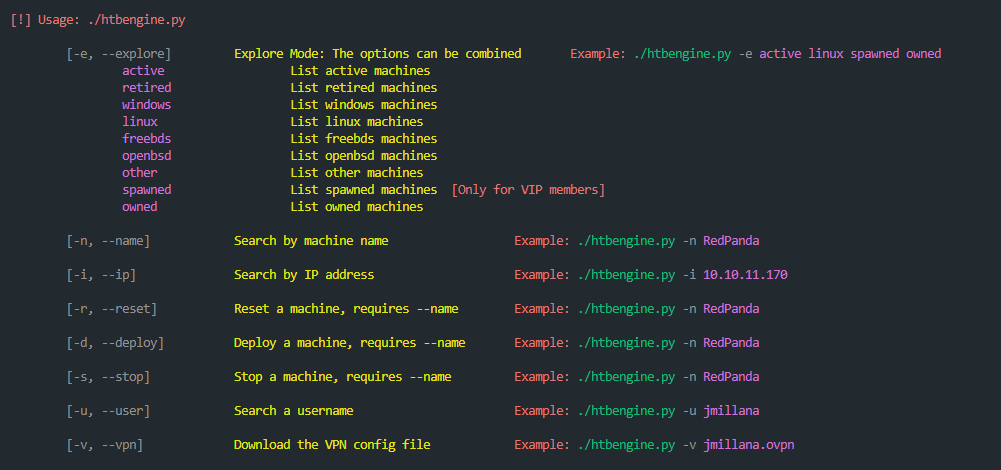 [!] Usage: ./htbengine.py
[-e, --explore] Explore Mode: The options can be combined Example: ./htbengine.py -e active linux spawned owned
active List active machines
retired List retired machines
windows List windows machines
linux List linux machines
freebds List freebds machines
openbsd List openbsd machines
other List other machines
spawned List spawned machines [Only for VIP members]
owned List owned machines
[-n, --name] Search by machine name Example: ./htbengine.py -n RedPanda
[-i, --ip] Search by IP address Example: ./htbengine.py -i 10.10.11.170
[-r, --reset] Reset a machine, requires --name Example: ./htbengine.py -n RedPanda
[-d, --deploy] Deploy a machine, requires --name Example: ./htbengine.py -n RedPanda
[-s, --stop] Stop a machine, requires --name Example: ./htbengine.py -n RedPanda
[-u, --user] Search a username Example: ./htbengine.py -u jmillana
[-v, --vpn] Download the VPN config file Example: ./htbengine.py -v jmillana.ovpn